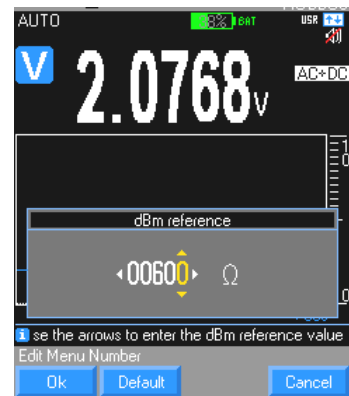 AUTO 8% BAT USR
V 2.0768 V AC+DC
dBm reference
00600 Ω
i se the arrows to enter the dBm reference value
Edit Menu Number
Ok Default Cancel